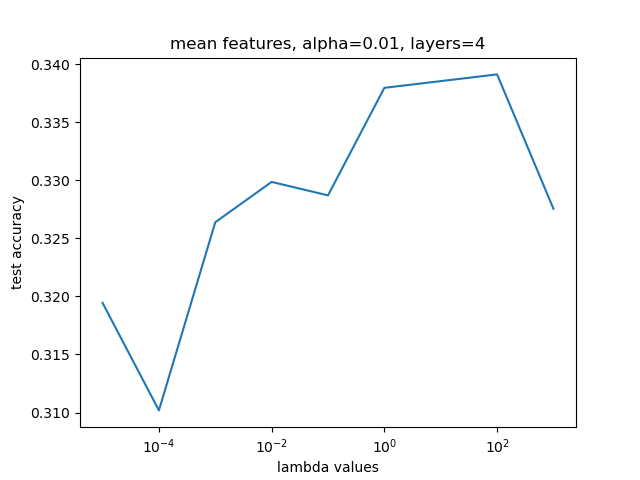 mean features, alpha=0.01, layers=4
0.340
0.335
0.330
0.325
0.320
0.315
0.310
test accuracy
10⁻⁴ 10⁻² 10⁰ 10²
lambda values